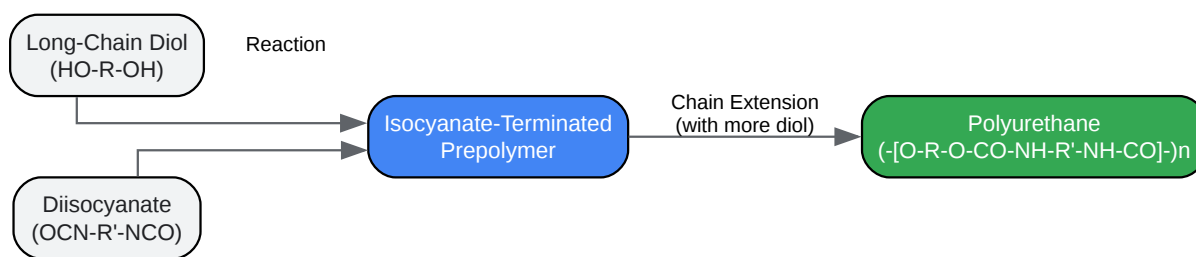 Long-Chain Diol
(HO-R-OH)
Reaction
Diisocyanate
(OCN-R'-NCO)
Isocyanate-Terminated
Prepolymer
Chain Extension
(with more diol)
Polyurethane
(-[O-R-O-CO-NH-R'-NH-CO]-)n